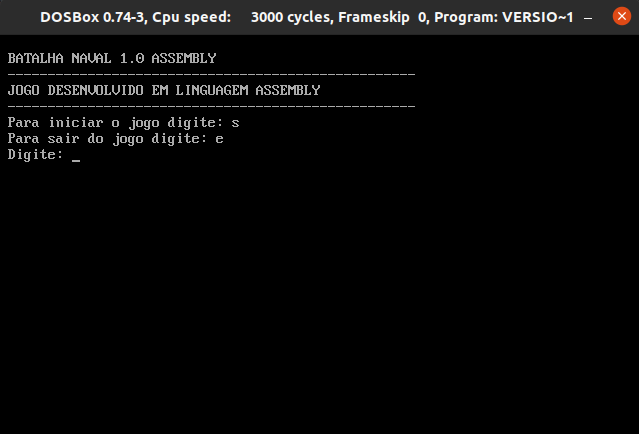 DOSBox 0.74-3, Cpu speed: 3000 cycles, Frameskip 0, Program: VERSIO~1
BATALHA NAVAL 1.0 ASSEMBLY
---------------------------------------------------
JOGO DESENVOLVIDO EM LINGUAGEM ASSEMBLY
---------------------------------------------------
Para iniciar o jogo digite: s
Para sair do jogo digite: e
Digite: _